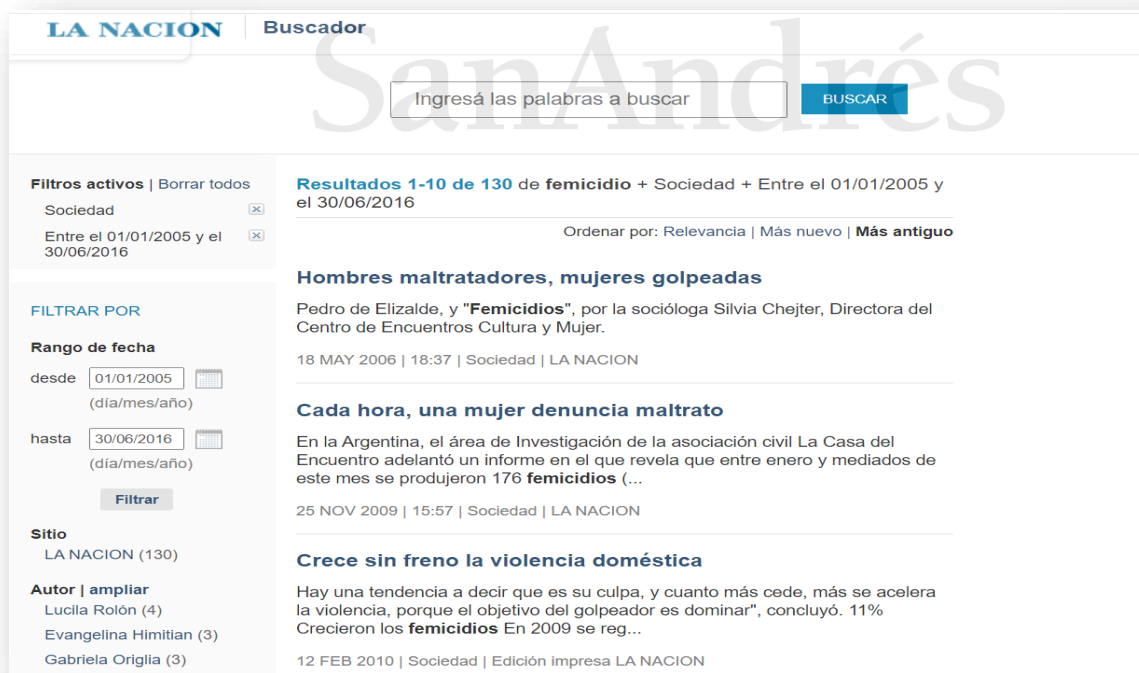 LA NACION Buscador
SanAndrés
Ingresá las palabras a buscar BUSCAR
Filtros activos | Borrar todos
Sociedad
Entre el 01/01/2005 y el
30/06/2016
FILTRAR POR
Rango de fecha
desde 01/01/2005
(día/mes/año)
hasta 30/06/2016
(día/mes/año)
Filtrar
Sitio
LA NACION (130)
Autor | ampliar
Lucila Rolón (4)
Evangelina Himitian (3)
Gabriela Origlia (3)
Resultados 1-10 de 130 de femicidio + Sociedad + Entre el 01/01/2005 y
el 30/06/2016
Ordenar por: Relevancia | Más nuevo | Más antiguo
Hombres maltratadores, mujeres golpeadas
Pedro de Elizalde, y "Femicidios", por la socióloga Silvia Chejter, Directora del
Centro de Encuentros Cultura y Mujer.
18 MAY 2006 | 18:37 | Sociedad | LA NACION
Cada hora, una mujer denuncia maltrato
En la Argentina, el área de Investigación de la asociación civil La Casa del
Encuentro adelantó un informe en el que revela que entre enero y mediados de
este mes se produjeron 176 femicidios (...
25 NOV 2009 | 15:57 | Sociedad | LA NACION
Crece sin freno la violencia doméstica
Hay una tendencia a decir que es su culpa, y cuanto más cede, más se acelera
la violencia, porque el objetivo del golpeador es dominar", concluyó. 11%
Crecieron los femicidios En 2009 se reg...
12 FEB 2010 | Sociedad | Edición impresa LA NACION